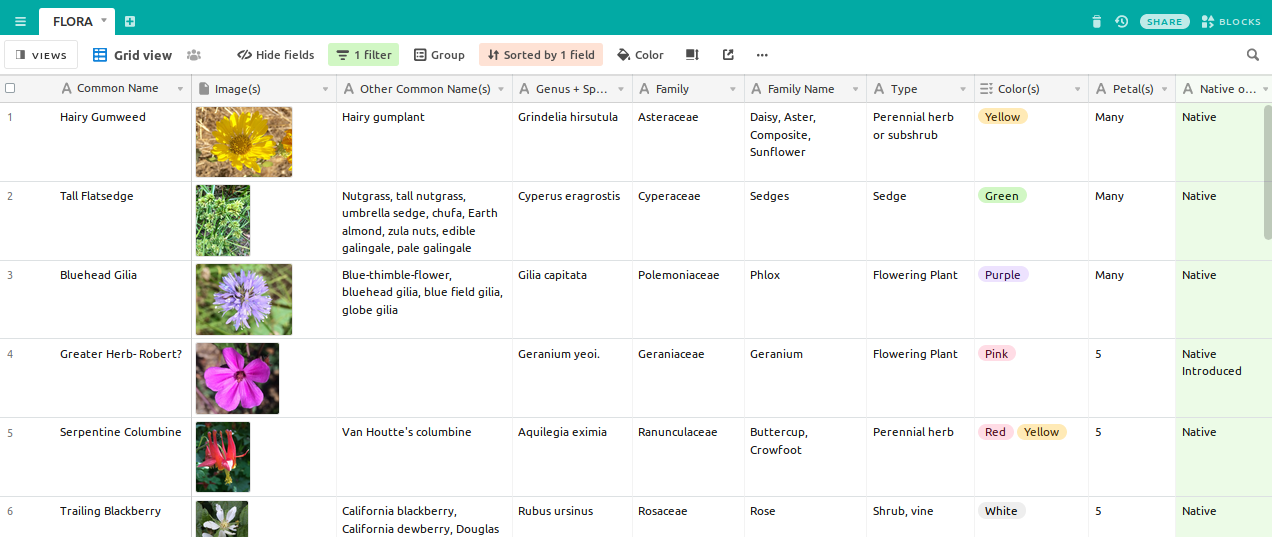 FLORA
SHARE
BLOCKS
VIEWS
Grid view
Hide fields
1 filter
Group
Sorted by 1 field
Color
Common Name
Image(s)
Other Common Name(s)
Genus + Sp...
Family
Family Name
Type
Color(s)
Petal(s)
Native o...
1
Hairy Gumweed
Hairy gumplant
Grindelia hirsutula
Asteraceae
Daisy, Aster,
Composite,
Sunflower
Perennial herb
or subshrub
Yellow
Many
Native
2
Tall Flatsedge
Nutgrass, tall nutgrass,
umbrella sedge, chufa, Earth
almond, zula nuts, edible
galingale, pale galingale
Cyperus eragrostis
Cyperaceae
Sedges
Sedge
Green
Many
Native
3
Bluehead Gilia
Blue-thimble-flower,
bluehead gilia, blue field gilia,
globe gilia
Gilia capitata
Polemoniaceae
Phlox
Flowering Plant
Purple
Many
Native
4
Greater Herb- Robert?
Geranium yeoi.
Geraniaceae
Geranium
Flowering Plant
Pink
5
Native
Introduced
5
Serpentine Columbine
Van Houtte's columbine
Aquilegia eximia
Ranunculaceae
Buttercup,
Crowfoot
Perennial herb
Red
Yellow
5
Native
6
Trailing Blackberry
California blackberry,
California dewberry, Douglas
Rubus ursinus
Rosaceae
Rose
Shrub, vine
White
5
Native